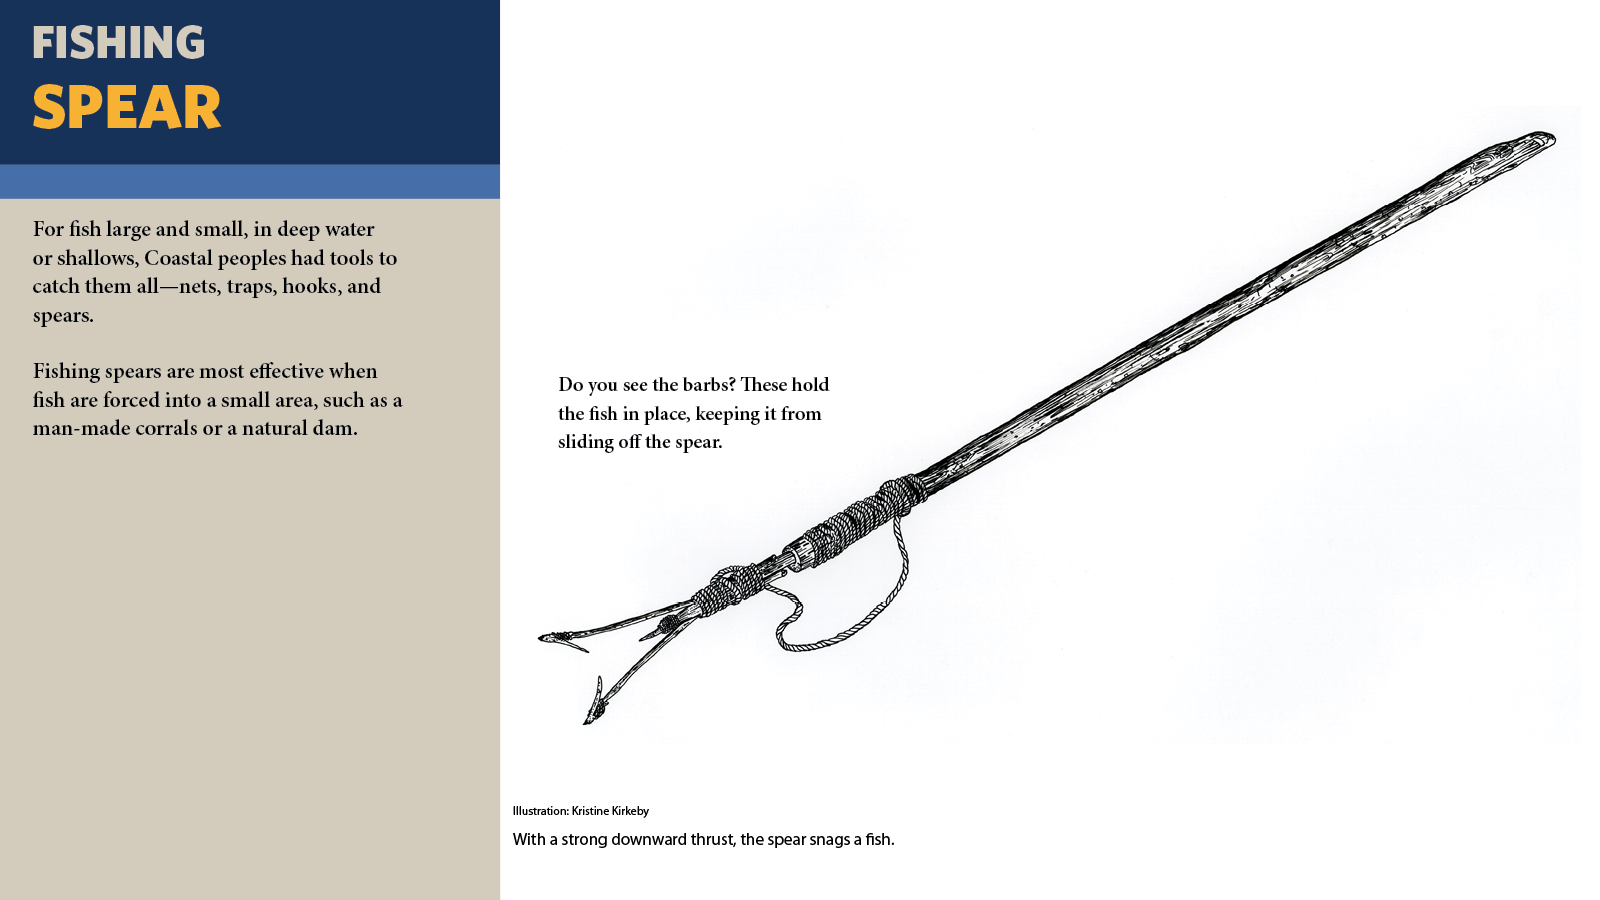 FISHING
SPEAR
For fish large and small, in deep water
or shallows, Coastal peoples had tools to
catch them all—nets, traps, hooks, and
spears.
Fishing spears are most effective when
fish are forced into a small area, such as a
man-made corrals or a natural dam.
Do you see the barbs? These hold
the fish in place, keeping it from
sliding off the spear.
Illustration: Kristine Kirkeby
With a strong downward thrust, the spear snags a fish.